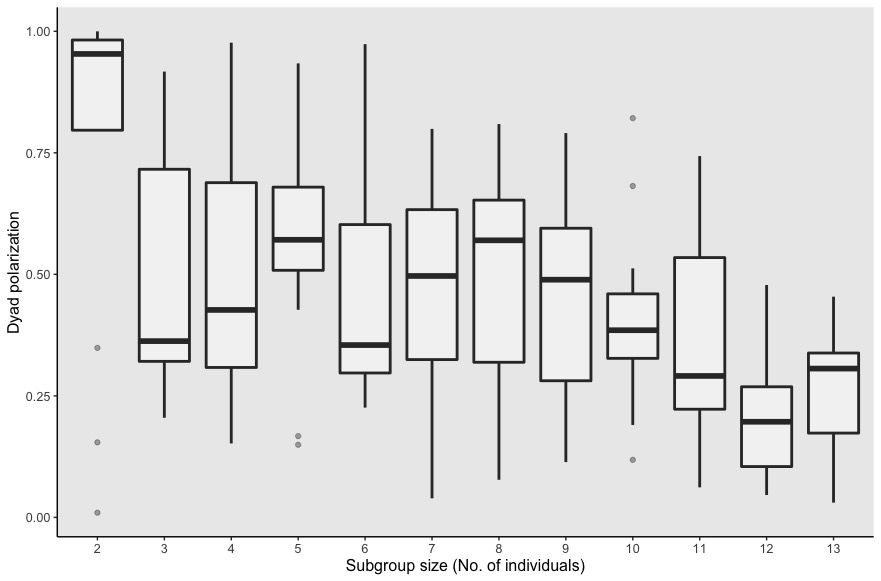 1.00
0.75
0.50
0.25
0.00
Dyad polarization
2 3 4 5 6 7 8 9 10 11 12 13
Subgroup size (No. of individuals)